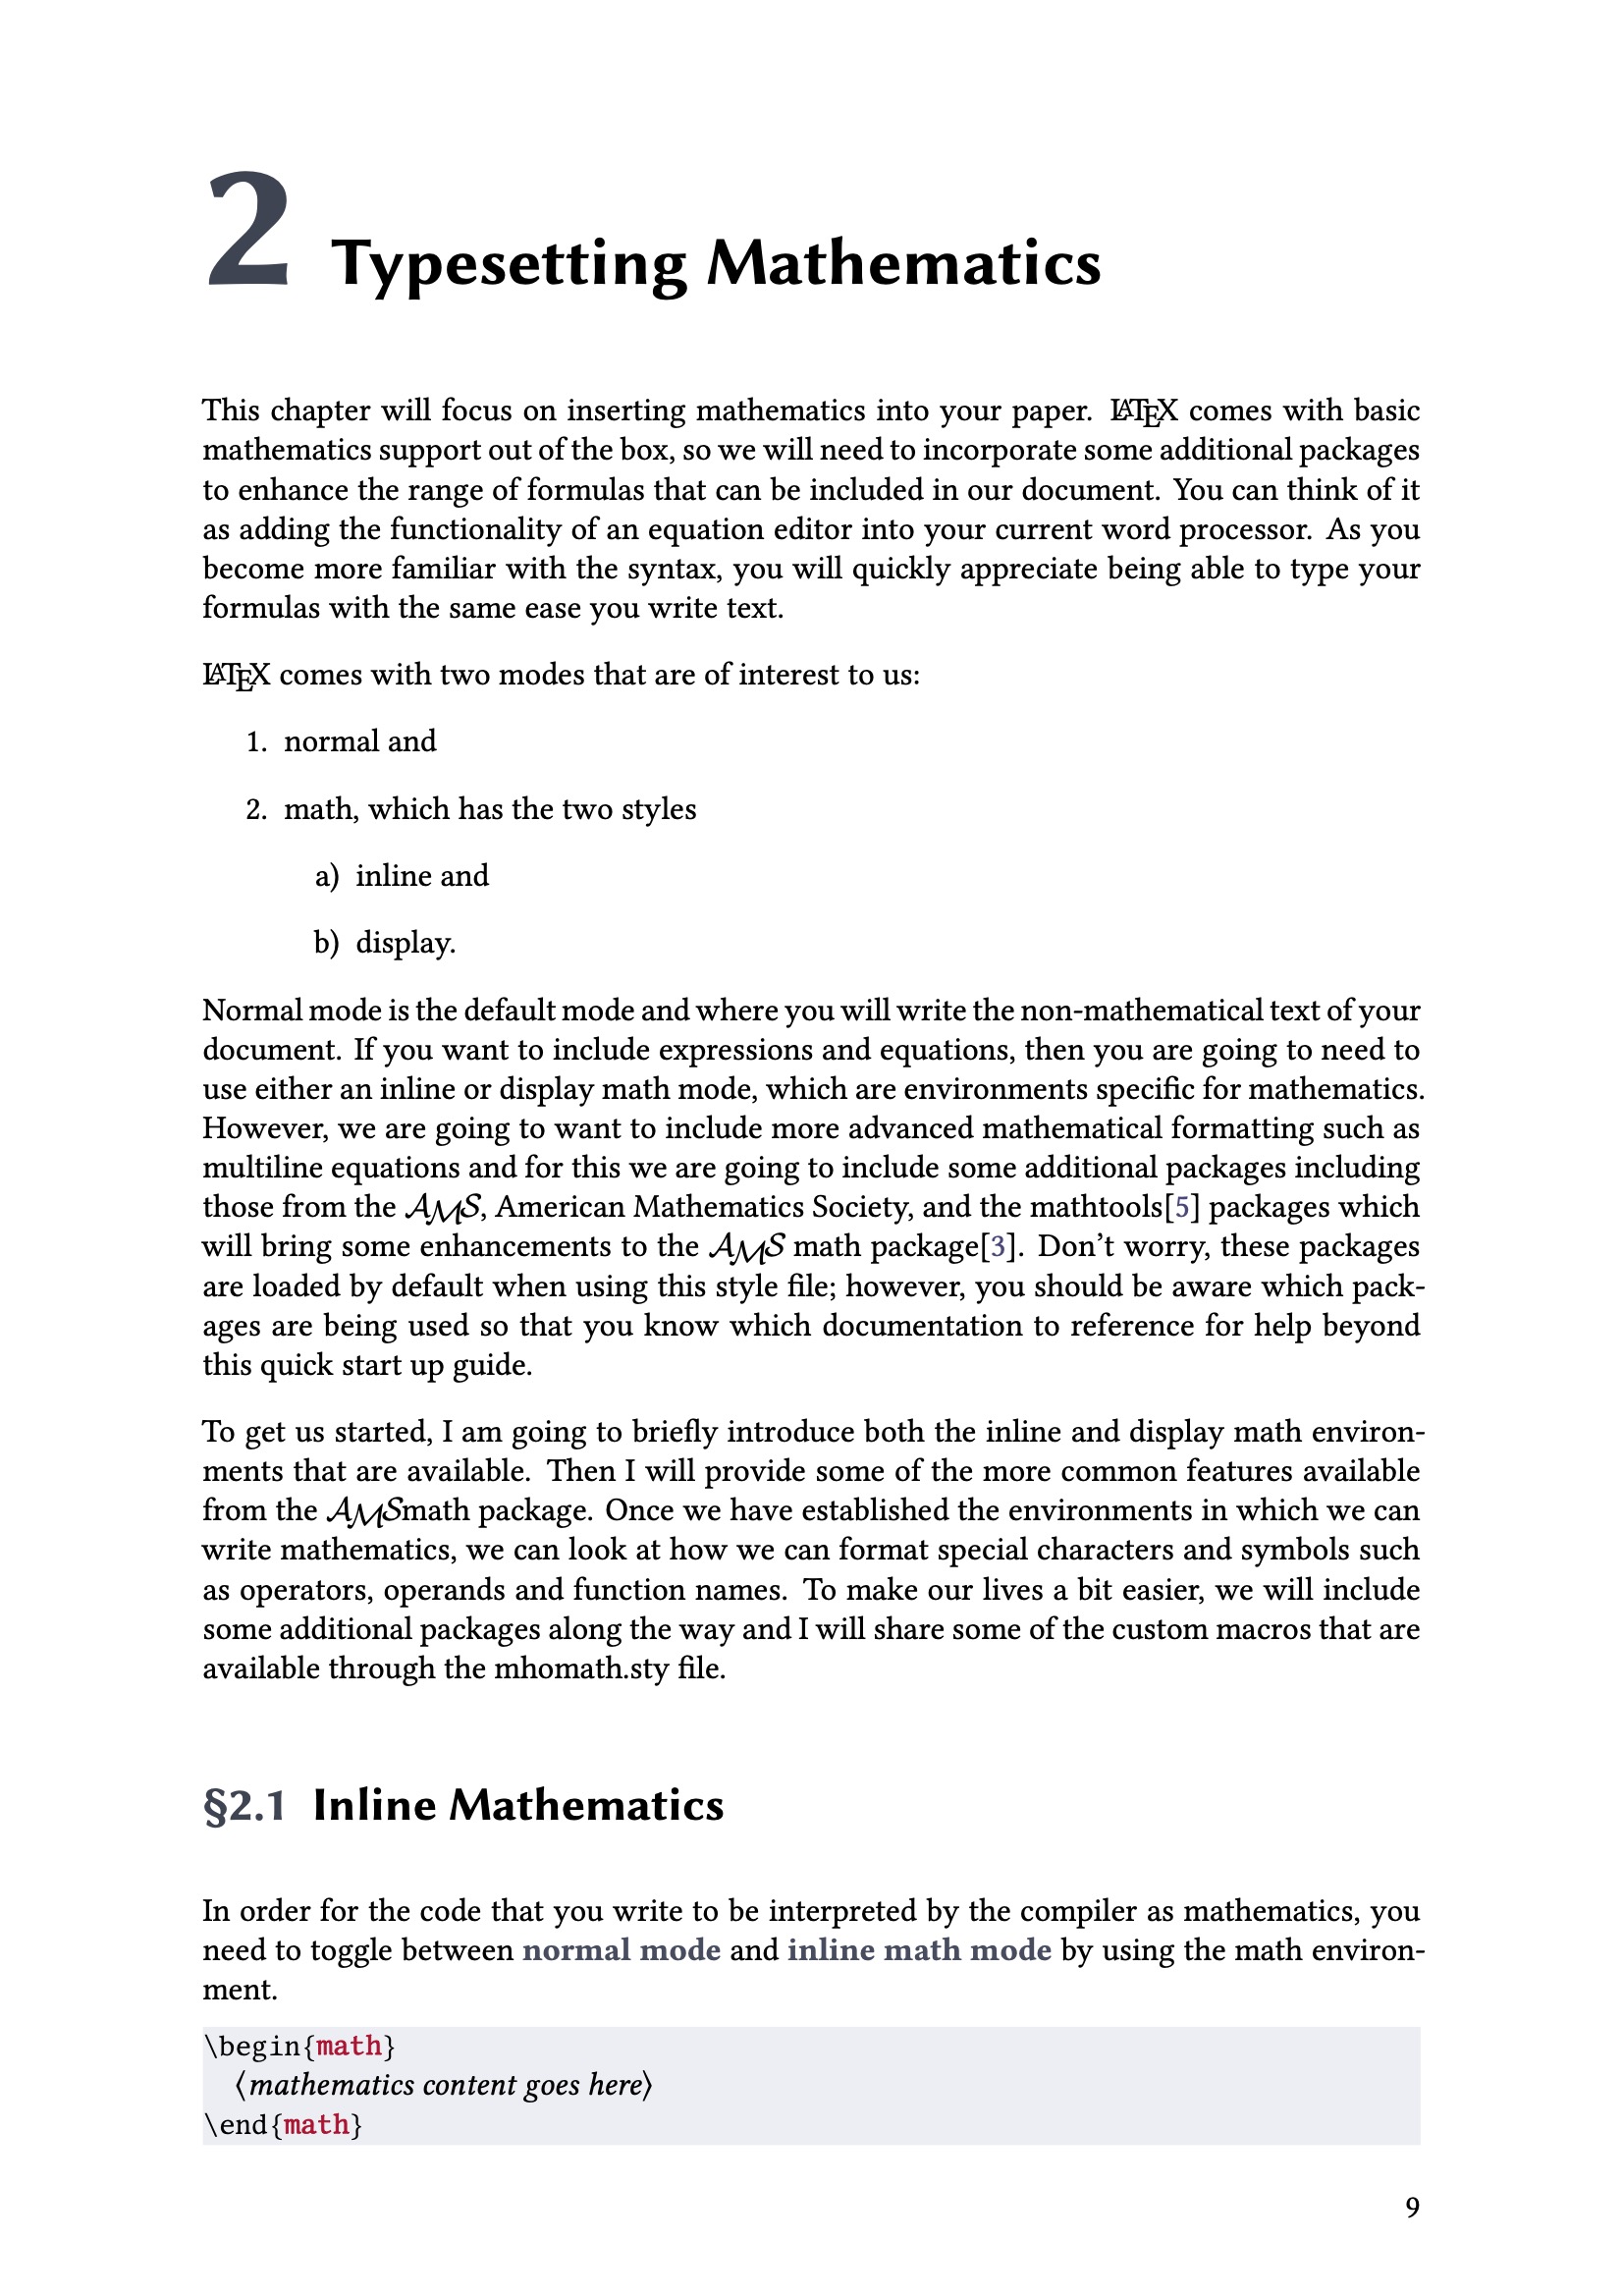 2 Typesetting Mathematics
This chapter will focus on inserting mathematics into your paper. LATEX comes with basic
mathematics support out of the box, so we will need to incorporate some additional packages
to enhance the range of formulas that can be included in our document. You can think of it
as adding the functionality of an equation editor into your current word processor. As you
become more familiar with the syntax, you will quickly appreciate being able to type your
formulas with the same ease you write text.
LATEX comes with two modes that are of interest to us:
1. normal and
2. math, which has the two styles
a) inline and
b) display.
Normal mode is the default mode and where you will write the non-mathematical text of your
document. If you want to include expressions and equations, then you are going to need to
use either an inline or display math mode, which are environments specific for mathematics.
However, we are going to want to include more advanced mathematical formatting such as
multiline equations and for this we are going to include some additional packages including
those from the AMS, American Mathematics Society, and the mathtools[5] packages which
will bring some enhancements to the AMS math package[3]. Don’t worry, these packages
are loaded by default when using this style file; however, you should be aware which pack-
ages are being used so that you know which documentation to reference for help beyond
this quick start up guide.
To get us started, I am going to briefly introduce both the inline and display math environ-
ments that are available. Then I will provide some of the more common features available
from the AMSmath package. Once we have established the environments in which we can
write mathematics, we can look at how we can format special characters and symbols such
as operators, operands and function names. To make our lives a bit easier, we will include
some additional packages along the way and I will share some of the custom macros that are
available through the mhomath.sty file.
§2.1 Inline Mathematics
In order for the code that you write to be interpreted by the compiler as mathematics, you
need to toggle between normal mode and inline math mode by using the math environ-
ment.
\begin{math}
⟨mathematics content goes here⟩
\end{math}
9